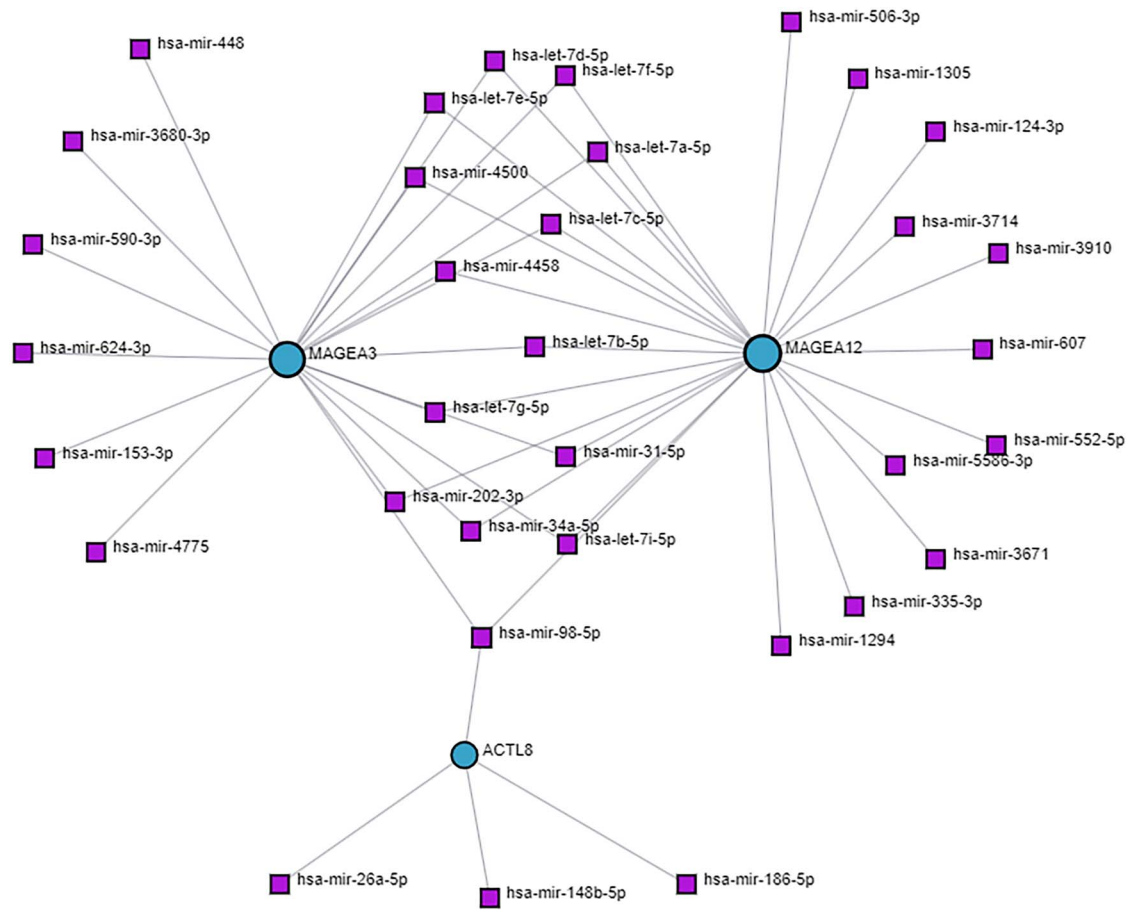 hsa-mir-506-3p
hsa-mir-448
hsa-let-7d-5p
hsa-let-7f-5p
hsa-mir-1305
hsa-let-7e-5p
hsa-mir-124-3p
hsa-mir-3680-3p
hsa-let-7a-5p
hsa-mir-4500
hsa-let-7c-5p
hsa-mir-3714
hsa-mir-590-3p
hsa-mir-3910
hsa-mir-4458
hsa-mir-624-3p
MAGEA3
hsa-let-7b-5p
MAGEA12
hsa-mir-607
hsa-let-7g-5p
hsa-mir-552-5p
hsa-mir-153-3p
hsa-mir-31-5p
hsa-mir-5586-3p
hsa-mir-202-3p
hsa-mir-34a-5p
hsa-let-7i-5p
hsa-mir-4775
hsa-mir-3671
hsa-mir-335-3p
hsa-mir-98-5p
hsa-mir-1294
ACTL8
hsa-mir-26a-5p
hsa-mir-148b-5p
hsa-mir-186-5p